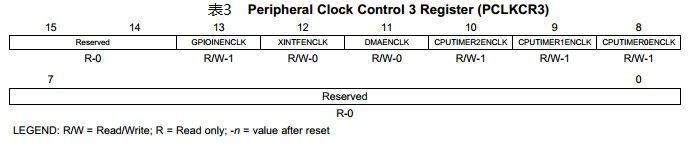 表3 Peripheral Clock Control 3 Register (PCLKCR3)
15 14 13 12 11 10 9 8
Reserved GPIOINENCLK XINTFENCLK DMAENCLK CPUTIMER2ENCLK CPUTIMER1ENCLK CPUTIMER0ENCLK
R-0 R/W-1 R/W-0 R/W-0 R/W-1 R/W-1 R/W-1
7 0
Reserved
R-0
LEGEND: R/W = Read/Write; R = Read only; -n = value after reset